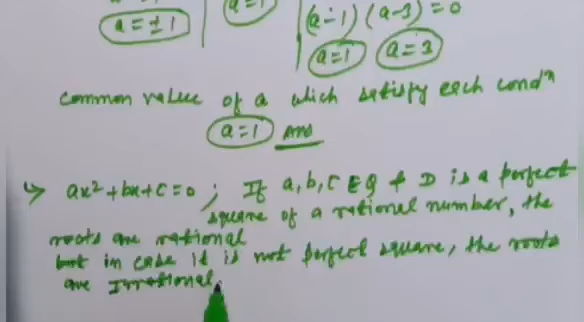 a = ±1
a = 1
(a-1) (a-3) = 0
a=1 a=3
common value of a which satisfy each condn
a=1 Ans
↳ ax²+bx+c=0 ; If a,b,c ∈ Q & D is a perfect
square of a rational number, the
roots are rational
but in case it is not perfect square, the roots
are irrational.